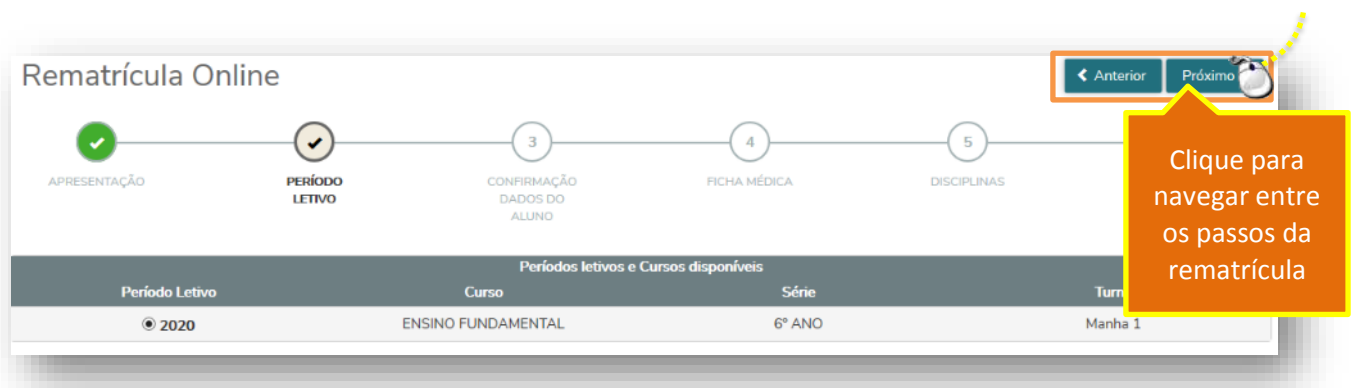 Rematrícula Online
Anterior
Próximo
3
4
5
APRESENTAÇÃO
PERÍODO
LETIVO
CONFIRMAÇÃO
DADOS DO
ALUNO
FICHA MÉDICA
DISCIPLINAS
Clique para
navegar entre
os passos da
rematrícula
Períodos letivos e Cursos disponíveis
Período Letivo Curso Série
2020 ENSINO FUNDAMENTAL 6º ANO Manha 1